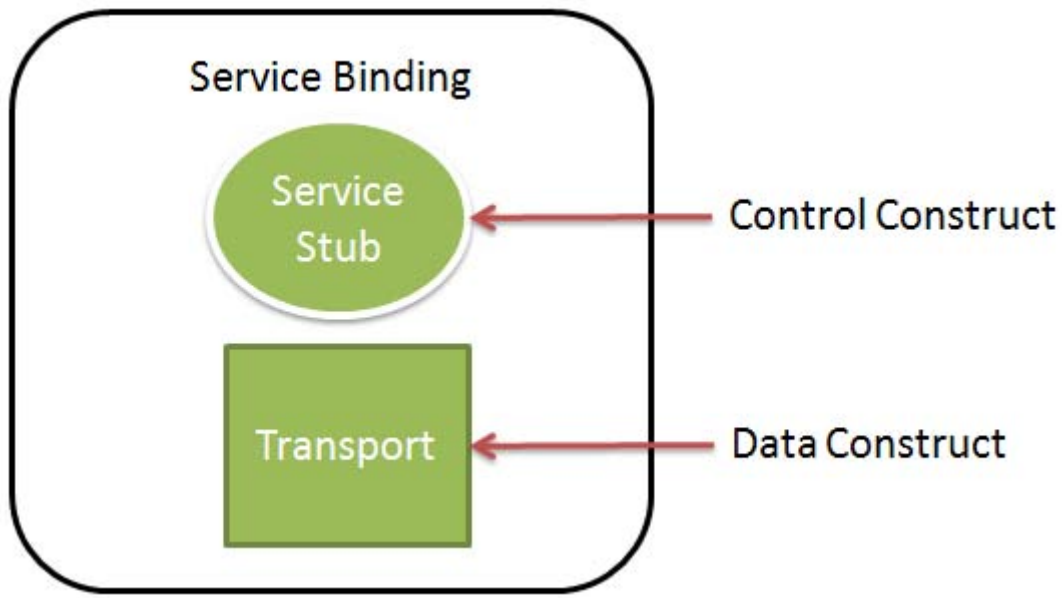 Service Binding
Service
Stub
Control Construct
Transport
Data Construct